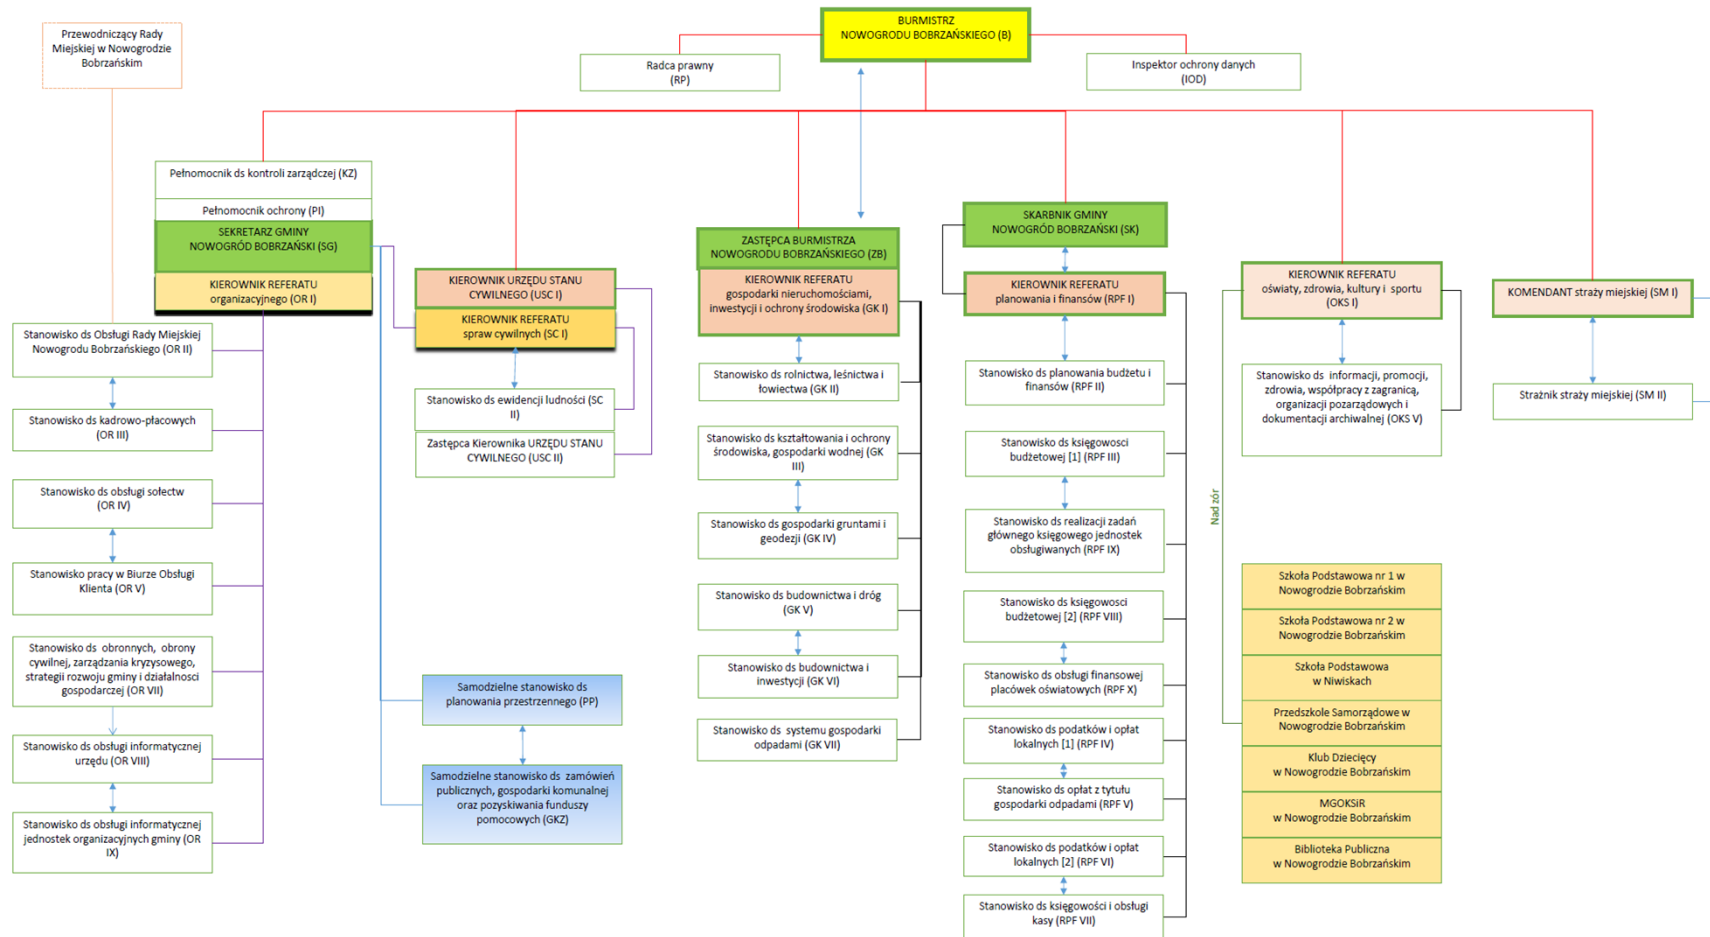 BURMISTRZ
NOWOGRODU BOBRZAŃSKIEGO (B)
Przewodniczący Rady
Miejskiej w Nowogrodzie
Bobrzańskim
Radca prawny
(RP)
Inspektor ochrony danych
(IOD)
Pełnomocnik ds kontroli zarządczej (KZ)
Pełnomocnik ochrony (PI)
SEKRETARZ GMINY
NOWOGRÓD BOBRZAŃSKI (SG)
KIEROWNIK REFERATU
organizacyjnego (OR I)
Stanowisko ds Obsługi Rady Miejskiej
Nowogrodu Bobrzańskiego (OR II)
Stanowisko ds kadrowo-płacowych
(OR III)
Stanowisko ds obsługi sołectw
(OR IV)
Stanowisko pracy w Biurze Obsługi
Klienta (OR V)
Stanowisko ds  obronnych,  obrony
cywilnej, zarządzania kryzysowego,
strategii rozwoju gminy i działalnosci
gospodarczej (OR VII)
Stanowisko ds obsługi informatycznej
urzędu (OR VIII)
Stanowisko ds obsługi informatycznej
jednostek organizacyjnych gminy (OR
IX)
KIEROWNIK URZĘDU STANU
CYWILNEGO (USC I)
KIEROWNIK REFERATU
spraw cywilnych (SC I)
Stanowisko ds ewidencji ludności (SC
II)
Zastępca Kierownika URZĘDU STANU
CYWILNEGO (USC II)
Samodzielne stanowisko ds
planowania przestrzennego (PP)
Samodzielne stanowisko ds  zamówień
publicznych, gospodarki komunalnej
oraz pozyskiwania funduszy
pomocowych (GKZ)
ZASTĘPCA BURMISTRZA
NOWOGRODU BOBRZAŃSKIEGO (ZB)
KIEROWNIK REFERATU
gospodarki nieruchomościami,
inwestycji i ochrony środowiska (GK I)
Stanowisko ds rolnictwa, leśnictwa i
łowiectwa (GK II)
Stanowisko ds kształtowania i ochrony
środowiska, gospodarki wodnej (GK
III)
Stanowisko ds gospodarki gruntami i
geodezji (GK IV)
Stanowisko ds budownictwa i dróg
(GK V)
Stanowisko ds budownictwa i
inwestycji (GK VI)
Stanowisko ds  systemu gospodarki
odpadami (GK VII)
SKARBNIK GMINY
NOWOGRÓD BOBRZAŃSKI (SK)
KIEROWNIK REFERATU
planowania i finansów (RPF I)
Stanowisko ds planowania budżetu i
finansów (RPF II)
Stanowisko ds księgowosci
budżetowej [1] (RPF III)
Stanowisko ds realizacji zadań
głównego księgowego jednostek
obsługiwanych (RPF IX)
Stanowisko ds księgowosci
budżetowej [2] (RPF VIII)
Stanowisko ds obsługi finansowej
placówek oświatowych (RPF X)
Stanowisko ds podatków i opłat
lokalnych [1] (RPF IV)
Stanowisko ds opłat z tytułu
gospodarki odpadami (RPF V)
Stanowisko ds podatków i opłat
lokalnych [2] (RPF VI)
Stanowisko ds księgowości i obsługi
kasy (RPF VII)
KIEROWNIK REFERATU
oświaty, zdrowia, kultury i  sportu
(OKS I)
Stanowisko ds  informacji, promocji,
zdrowia, współpracy z zagranicą,
organizacji pozarządowych i
dokumentacji archiwalnej (OKS V)
Nad zór
Szkoła Podstawowa nr 1 w
Nowogrodzie Bobrzańskim
Szkoła Podstawowa nr 2 w
Nowogrodzie Bobrzańskim
Szkoła Podstawowa
w Niwiskach
Przedszkole Samorządowe w
Nowogrodzie Bobrzańskim
Klub Dziecięcy
w Nowogrodzie Bobrzańskim
MGOKSiR
w Nowogrodzie Bobrzańskim
Biblioteka Publiczna
w Nowogrodzie Bobrzańskim
KOMENDANT straży miejskiej (SM I)
Strażnik straży miejskiej (SM II)